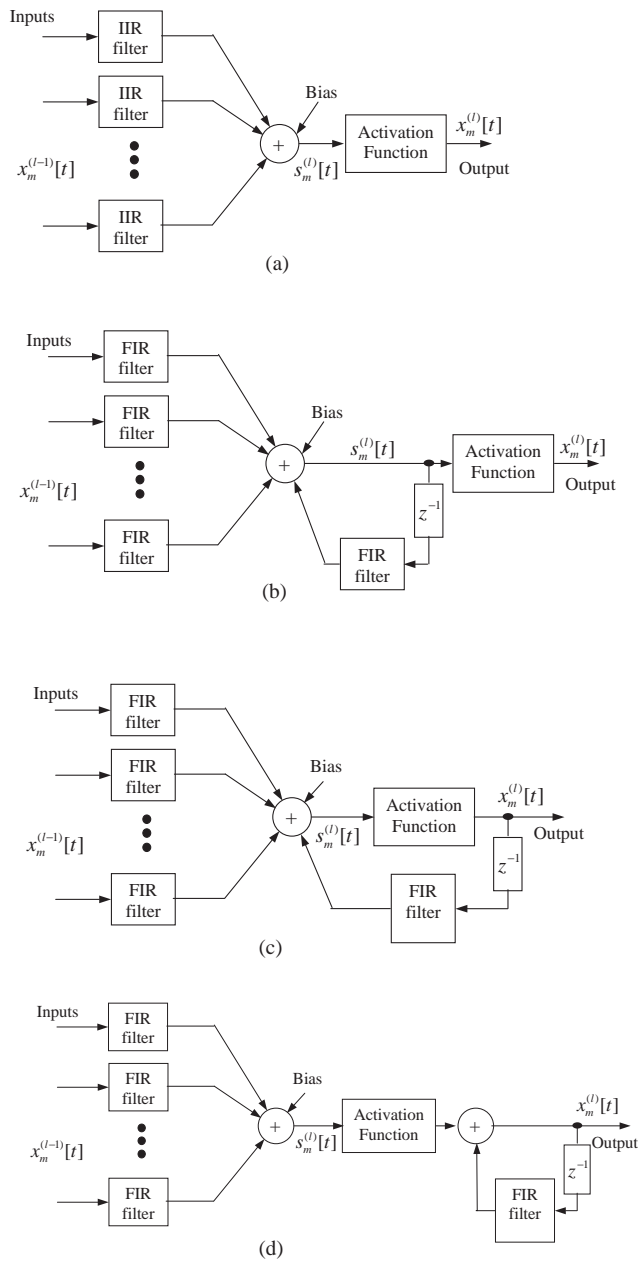 Inputs
IIR
filter
IIR
filter
Bias
x_m^{(l-1)}[t]
+
s_m^{(l)}[t]
Activation
Function
x_m^{(l)}[t]
Output
IIR
filter
(a)
Inputs
FIR
filter
FIR
filter
Bias
x_m^{(l-1)}[t]
+
s_m^{(l)}[t]
Activation
Function
x_m^{(l)}[t]
Output
z^{-1}
FIR
filter
FIR
filter
(b)
Inputs
FIR
filter
FIR
filter
Bias
x_m^{(l-1)}[t]
+
s_m^{(l)}[t]
Activation
Function
x_m^{(l)}[t]
Output
z^{-1}
FIR
filter
FIR
filter
(c)
Inputs
FIR
filter
FIR
filter
Bias
x_m^{(l-1)}[t]
+
s_m^{(l)}[t]
Activation
Function
+
x_m^{(l)}[t]
Output
z^{-1}
FIR
filter
FIR
filter
(d)